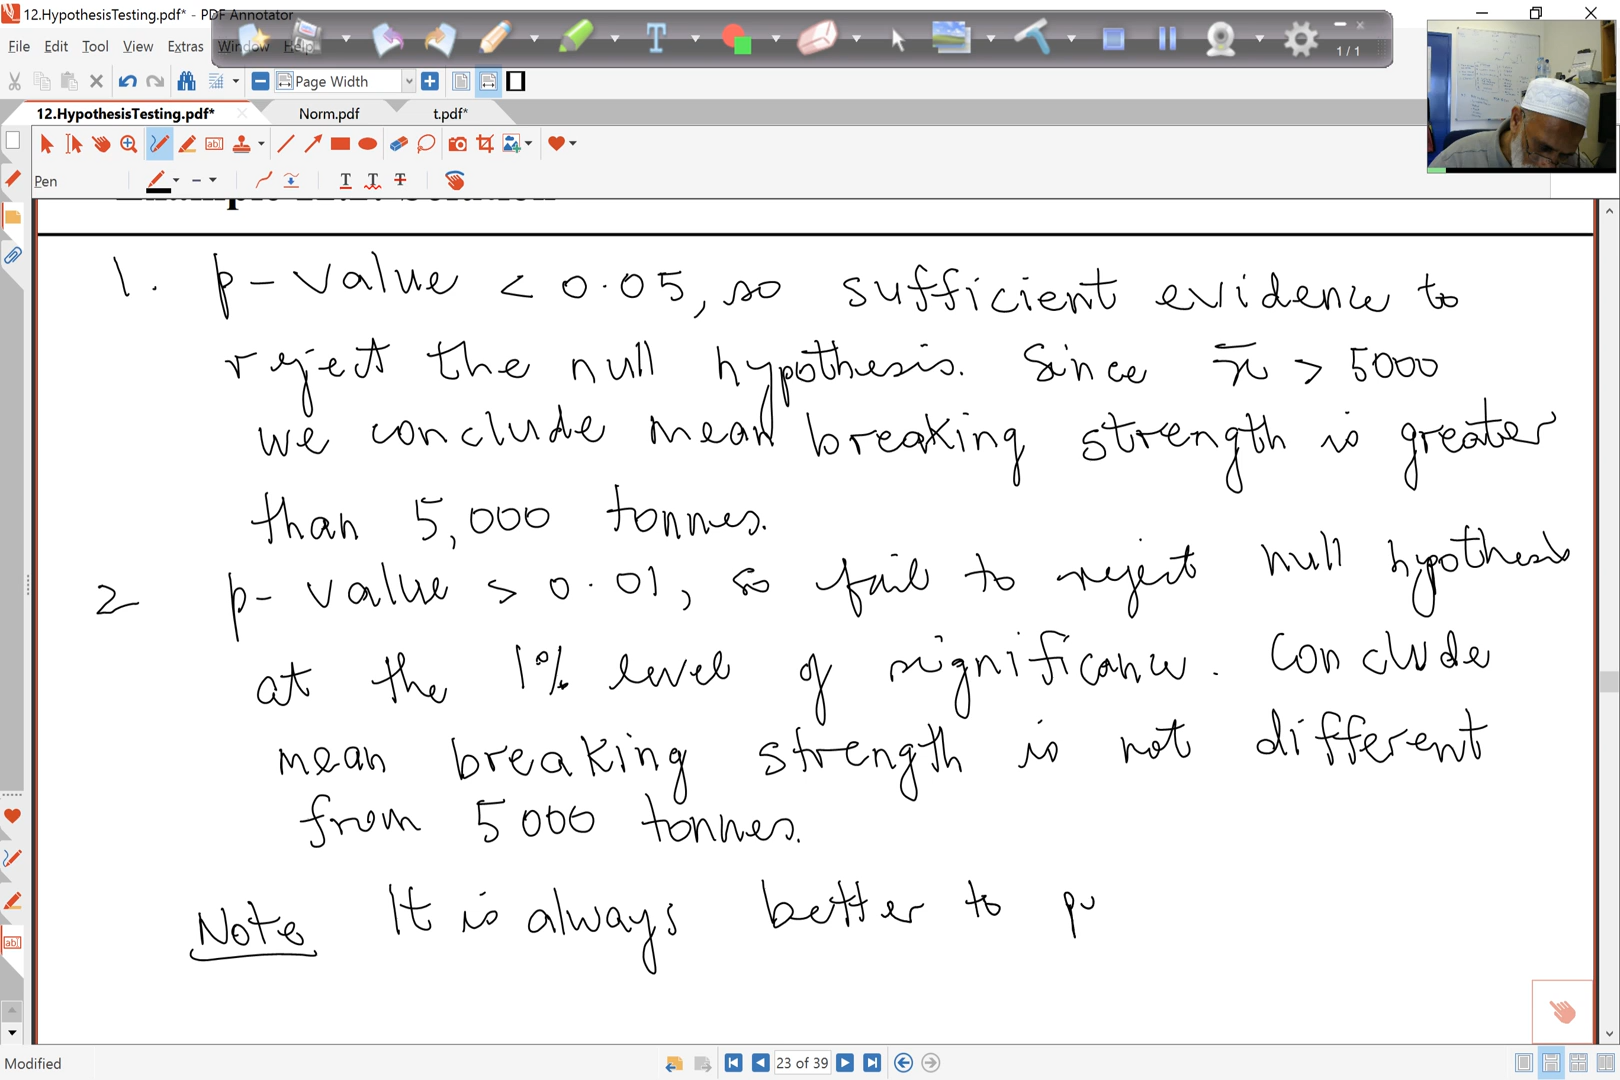 12.HypothesisTesting.pdf* - PDF Annotator
File Edit Tool View Extras Window Help
1 / 1
Page Width
12.HypothesisTesting.pdf* Norm.pdf t.pdf*
Pen
1. p-value < 0.05, so sufficient evidence to
reject the null hypothesis. Since x̄ > 5000
we conclude mean breaking strength is greater
than 5,000 tonnes.
2 p-value > 0.01, so fail to reject null hypothesis
at the 1% level of significance. Conclude
mean breaking strength is not different
from 5000 tonnes.
Note It is always better to
Modified
23 of 39